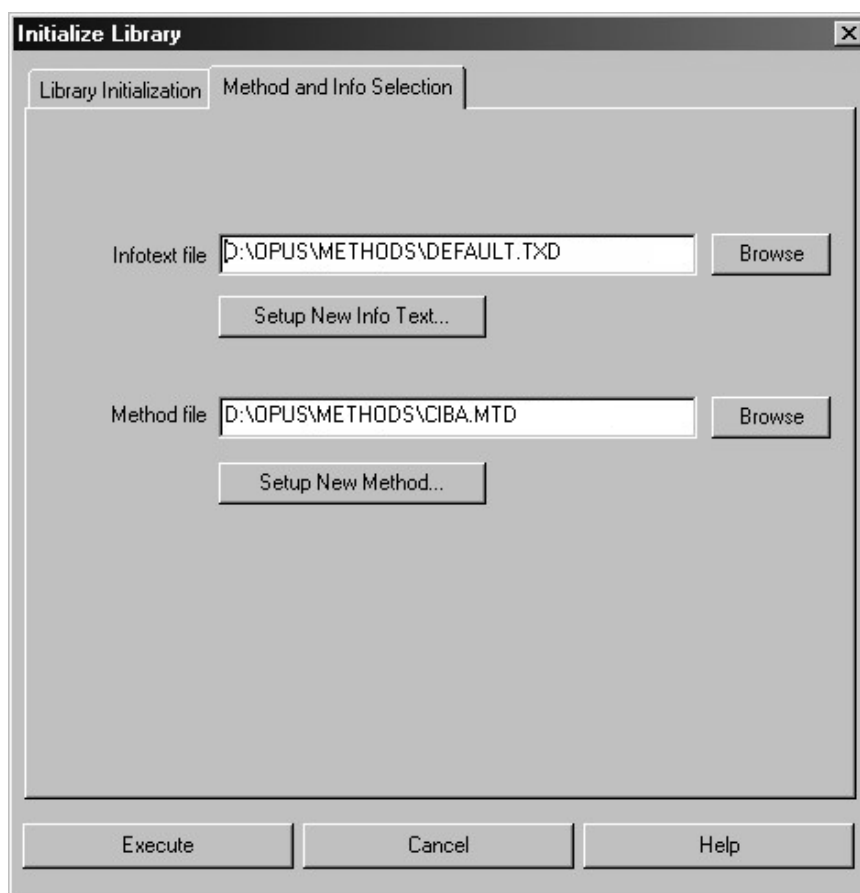 Initialize Library
Library Initialization Method and Info Selection
Infotext file D:\OPUS\METHODS\DEFAULT.TXD Browse
Setup New Info Text...
Method file D:\OPUS\METHODS\CIBA.MTD Browse
Setup New Method...
Execute Cancel Help